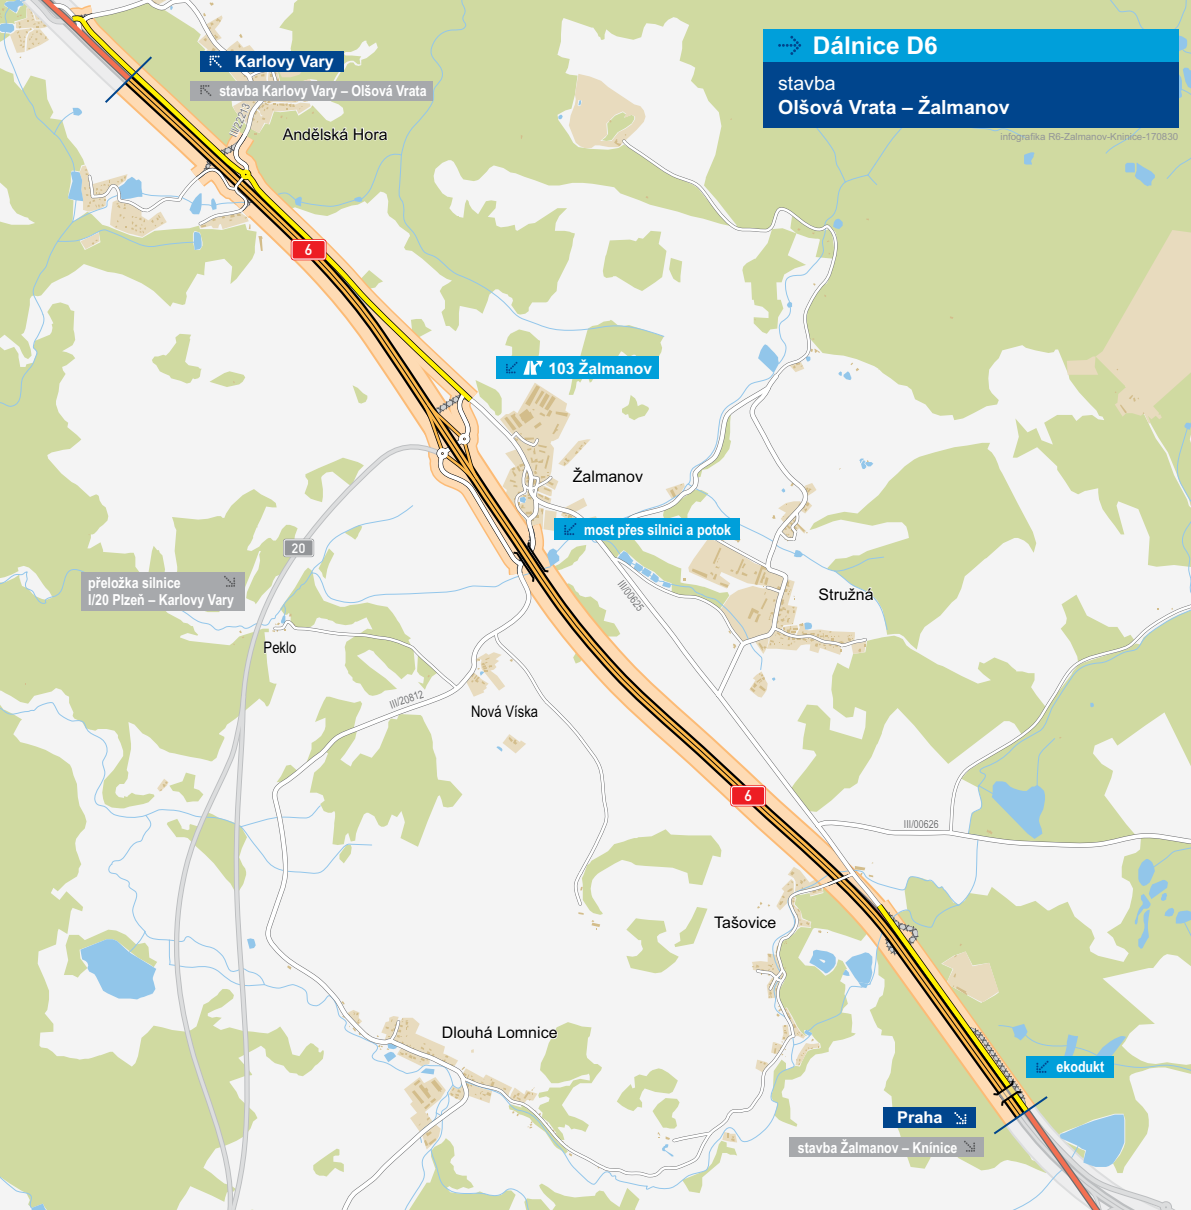 Dálnice D6
stavba
Olšová Vrata – Žalmanov
infografika R6-Zalmanov-Kninice-170830
Karlovy Vary
stavba Karlovy Vary – Olšová Vrata
III/22213
Andělská Hora
6
103 Žalmanov
Žalmanov
most přes silnici a potok
20
přeložka silnice
I/20 Plzeň – Karlovy Vary
III/00625
Stružná
Peklo
III/20812
Nová Víska
6
III/00626
Tašovice
Dlouhá Lomnice
ekodukt
Praha
stavba Žalmanov – Knínice